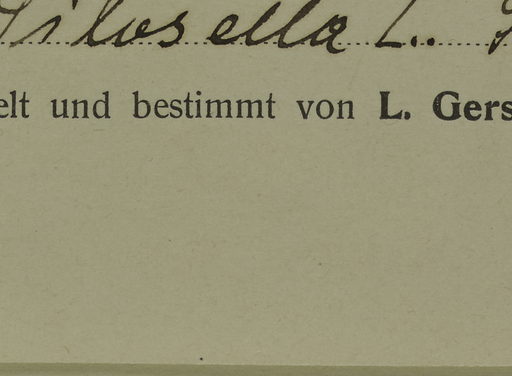 Pilosella L.
elt und bestimmt von L. Gers